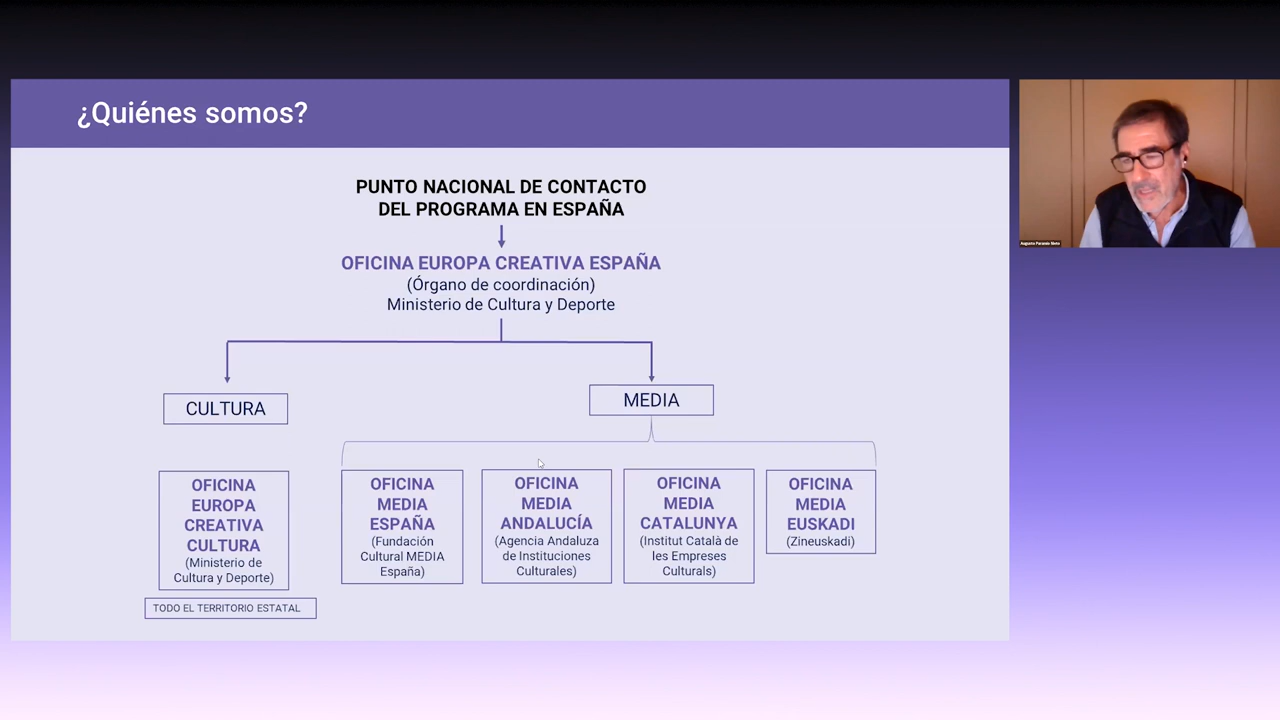 ¿Quiénes somos?
PUNTO NACIONAL DE CONTACTO
DEL PROGRAMA EN ESPAÑA
OFICINA EUROPA CREATIVA ESPAÑA
(Órgano de coordinación)
Ministerio de Cultura y Deporte
CULTURA
MEDIA
OFICINA
EUROPA
CREATIVA
CULTURA
(Ministerio de
Cultura y Deporte)
TODO EL TERRITORIO ESTATAL
OFICINA
MEDIA
ESPAÑA
(Fundación
Cultural MEDIA
España)
OFICINA
MEDIA
ANDALUCÍA
(Agencia Andaluza
de Instituciones
Culturales)
OFICINA
MEDIA
CATALUNYA
(Institut Català de
les Empreses
Culturals)
OFICINA
MEDIA
EUSKADI
(Zineuskadi)